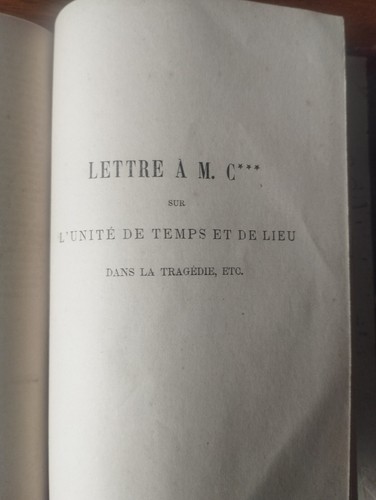 LETTRE À M. C***
SUR
L'UNITÉ DE TEMPS ET DE LIEU
DANS LA TRAGÉDIE, ETC.